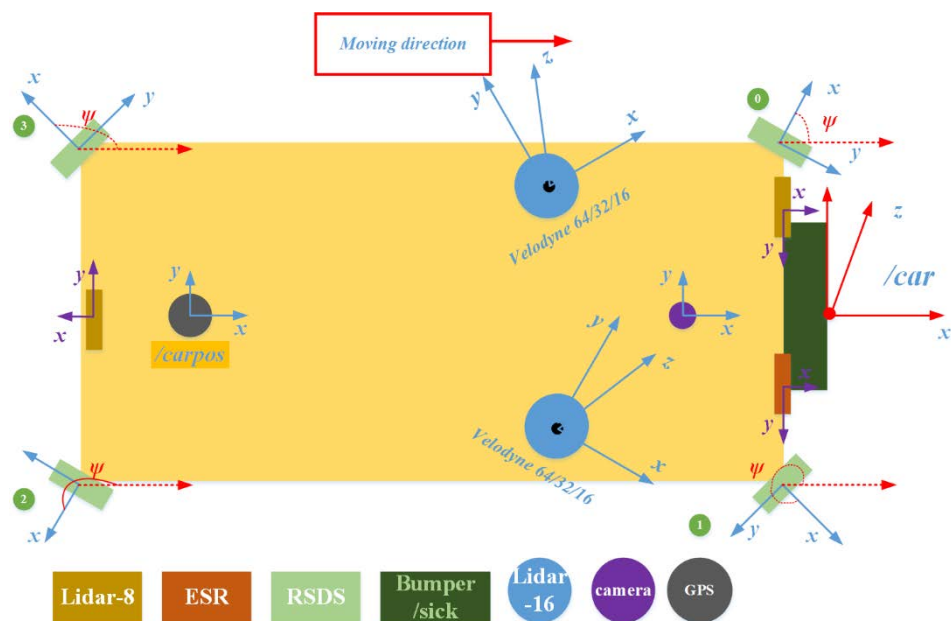 Moving direction
z
y
x
x
y
ψ
3
0
x
ψ
y
Velodyne 64/32/16
x
y
z
/car
x
y
x
y
x
/carpos
y
x
y
z
x
Velodyne 64/32/16
x
y
ψ
2
x
ψ
1
y
x
Lidar-8
ESR
RSDS
Bumper
/sick
Lidar
-16
camera
GPS